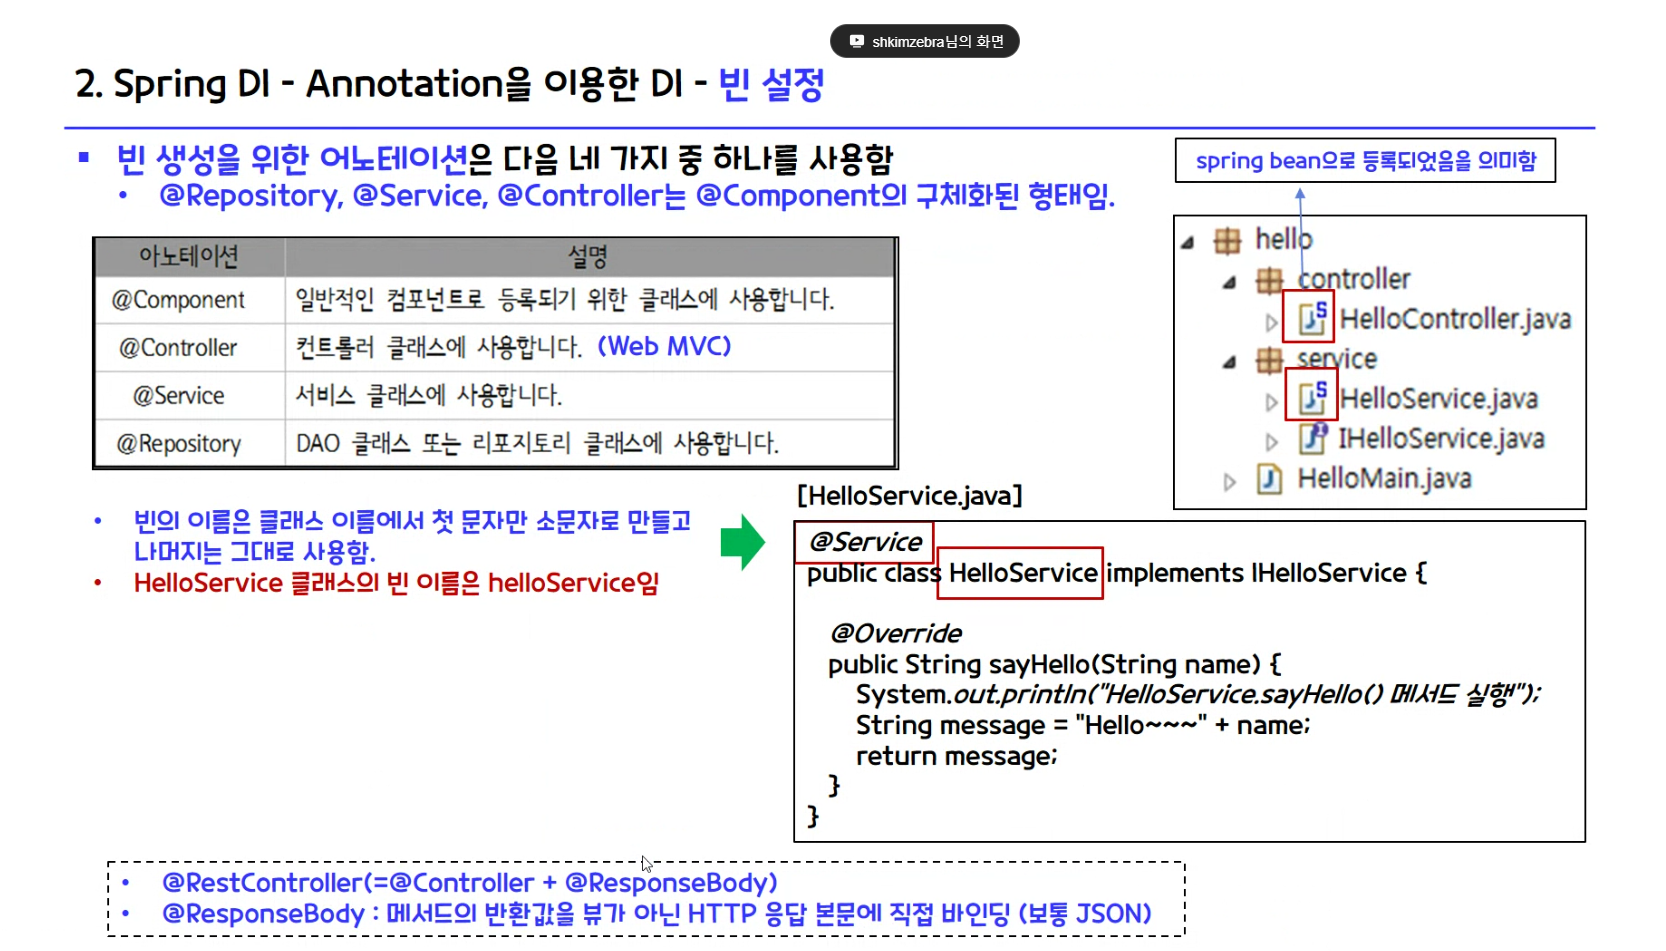 shkimzebra님의 화면
2. Spring DI - Annotation을 이용한 DI - 빈 설정
▪ 빈 생성을 위한 어노테이션은 다음 네 가지 중 하나를 사용함
• @Repository, @Service, @Controller는 @Component의 구체화된 형태임.
아노테이션 설명
@Component 일반적인 컴포넌트로 등록되기 위한 클래스에 사용합니다.
@Controller 컨트롤러 클래스에 사용합니다. (Web MVC)
@Service 서비스 클래스에 사용합니다.
@Repository DAO 클래스 또는 리포지토리 클래스에 사용합니다.
spring bean으로 등록되었음을 의미함
hello
controller
HelloController.java
service
HelloService.java
IHelloService.java
HelloMain.java
• 빈의 이름은 클래스 이름에서 첫 문자만 소문자로 만들고
나머지는 그대로 사용함.
• HelloService 클래스의 빈 이름은 helloService임
[HelloService.java]
@Service
public class HelloService implements IHelloService {
@Override
public String sayHello(String name) {
System.out.println("HelloService.sayHello() 메서드 실행");
String message = "Hello~~~" + name;
return message;
}
}
• @RestController(=@Controller + @ResponseBody)
• @ResponseBody : 메서드의 반환값을 뷰가 아닌 HTTP 응답 본문에 직접 바인딩 (보통 JSON)